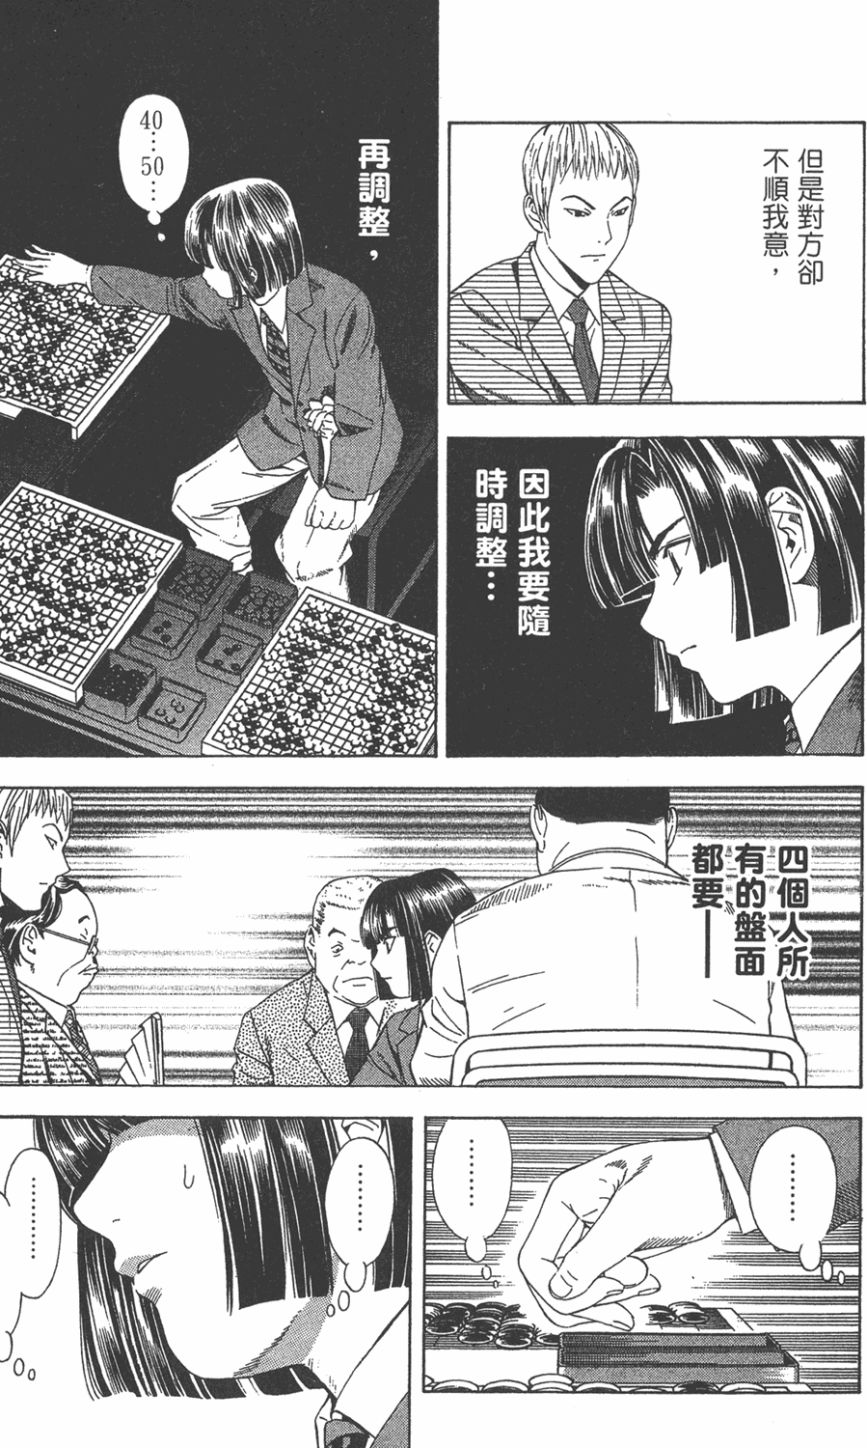 但是對方卻
不順我意，
因此我要隨
時調整…
再調整，
40
…
50
……
四個人所
有的盤面
都要——
……
……
……
……